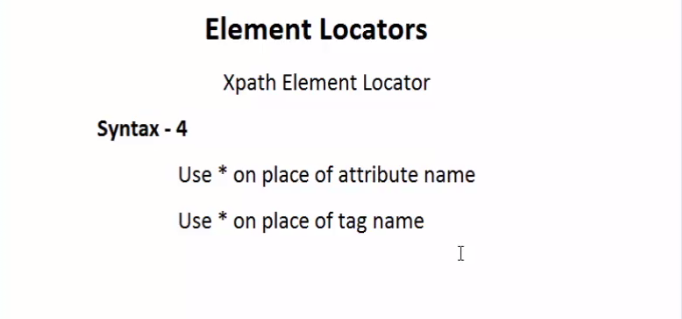 Element Locators
Xpath Element Locator
Syntax - 4
Use * on place of attribute name
Use * on place of tag name